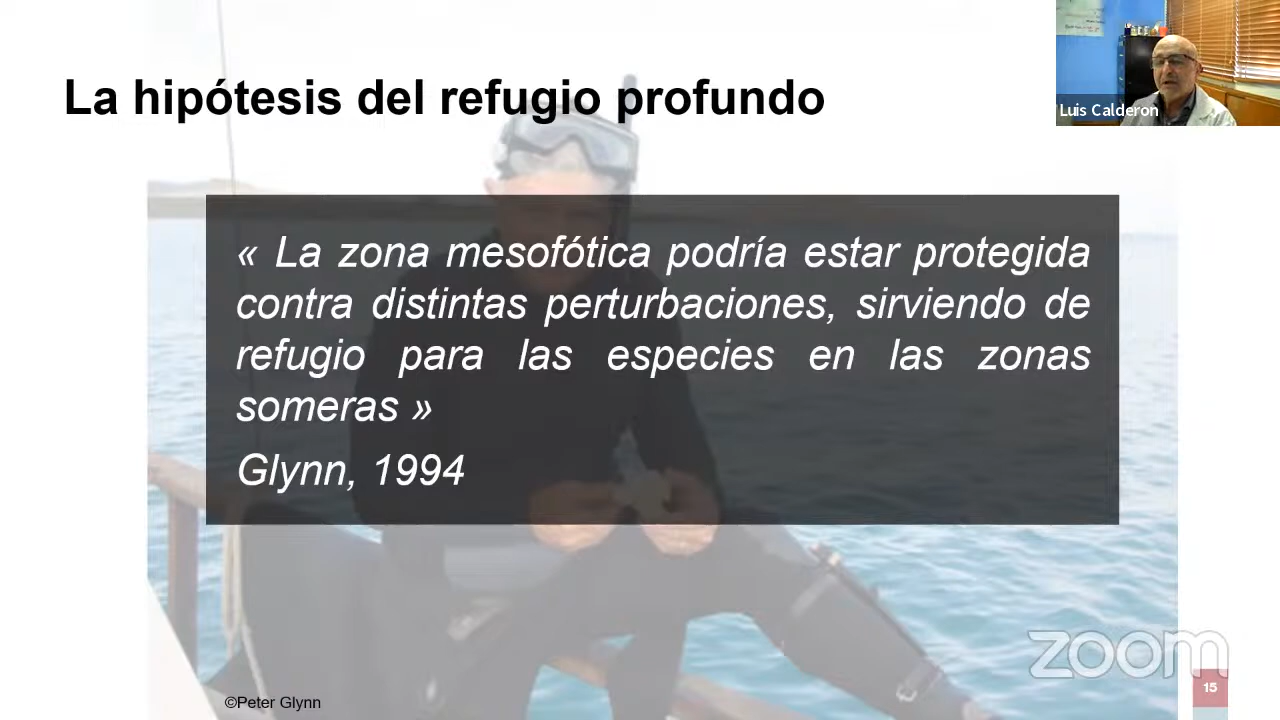 La hipótesis del refugio profundo
Luis Calderon
« La zona mesofótica podría estar protegida
contra distintas perturbaciones, sirviendo de
refugio para las especies en las zonas
someras »
Glynn, 1994
zoom
15
©Peter Glynn